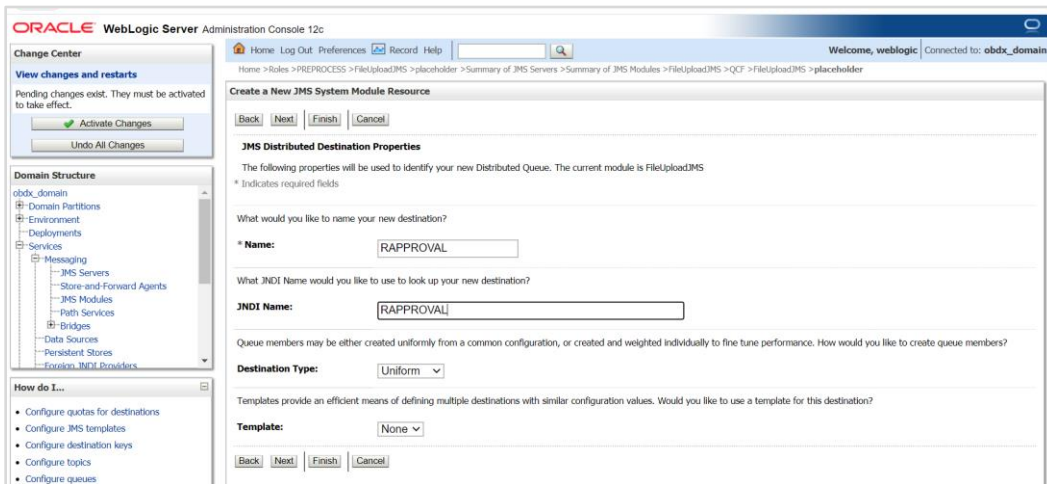 ORACLE WebLogic Server Administration Console 12c
Change Center
View changes and restarts
Pending changes exist. They must be activated
to take effect.
Activate Changes
Undo All Changes
Domain Structure
obdx_domain
Domain Partitions
Environment
Deployments
Services
Messaging
JMS Servers
Store-and-Forward Agents
JMS Modules
Path Services
Bridges
Data Sources
Persistent Stores
Foreign JNDI Providers
How do I...
Configure quotas for destinations
Configure JMS templates
Configure destination keys
Configure topics
Configure queues
Home Log Out Preferences Record Help
Welcome, weblogic Connected to: obdx_domain
Home >Roles >PREPROCESS >FileUploadJMS >placeholder >Summary of JMS Servers >Summary of JMS Modules >FileUploadJMS >QCF >FileUploadJMS >placeholder
Create a New JMS System Module Resource
Back Next Finish Cancel
JMS Distributed Destination Properties
The following properties will be used to identify your new Distributed Queue. The current module is FileUploadJMS
* Indicates required fields
What would you like to name your new destination?
* Name: RAPPROVAL
What JNDI Name would you like to use to look up your new destination?
JNDI Name: RAPPROVAL
Queue members may be either created uniformly from a common configuration, or created and weighted individually to fine tune performance. How would you like to create queue members?
Destination Type: Uniform
Templates provide an efficient means of defining multiple destinations with similar configuration values. Would you like to use a template for this destination?
Template: None
Back Next Finish Cancel